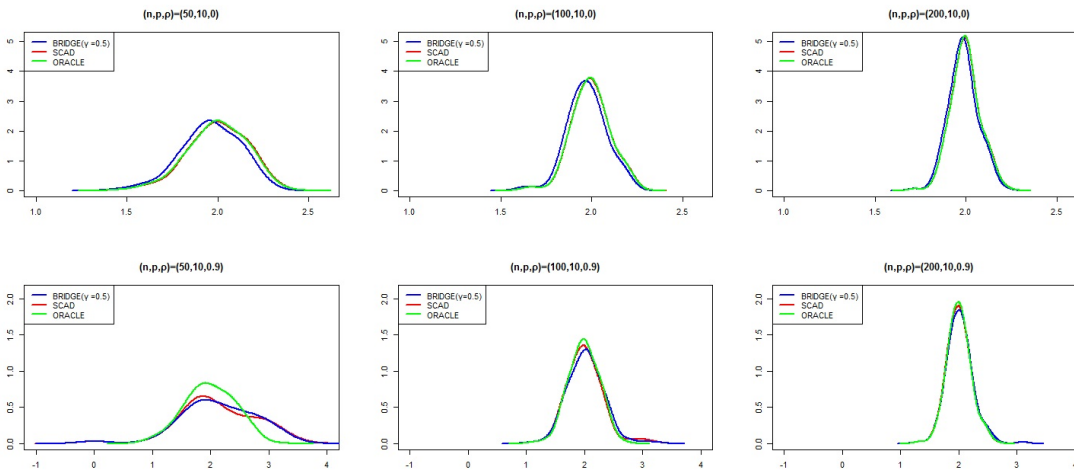 (n,p,ρ)=(50,10,0)
BRIDGE(γ =0.5)
SCAD
ORACLE
0 1 2 3 4 5
1.0 1.5 2.0 2.5
(n,p,ρ)=(100,10,0)
BRIDGE(γ =0.5)
SCAD
ORACLE
0 1 2 3 4 5
1.0 1.5 2.0 2.5
(n,p,ρ)=(200,10,0)
BRIDGE(γ =0.5)
SCAD
ORACLE
0 1 2 3 4 5
1.0 1.5 2.0 2.5
(n,p,ρ)=(50,10,0.9)
BRIDGE(γ =0.5)
SCAD
ORACLE
0.0 0.5 1.0 1.5 2.0
-1 0 1 2 3 4
(n,p,ρ)=(100,10,0.9)
BRIDGE(γ=0.5)
SCAD
ORACLE
0.0 0.5 1.0 1.5 2.0
-1 0 1 2 3 4
(n,p,ρ)=(200,10,0.9)
BRIDGE(γ =0.5)
SCAD
ORACLE
0.0 0.5 1.0 1.5 2.0
-1 0 1 2 3 4